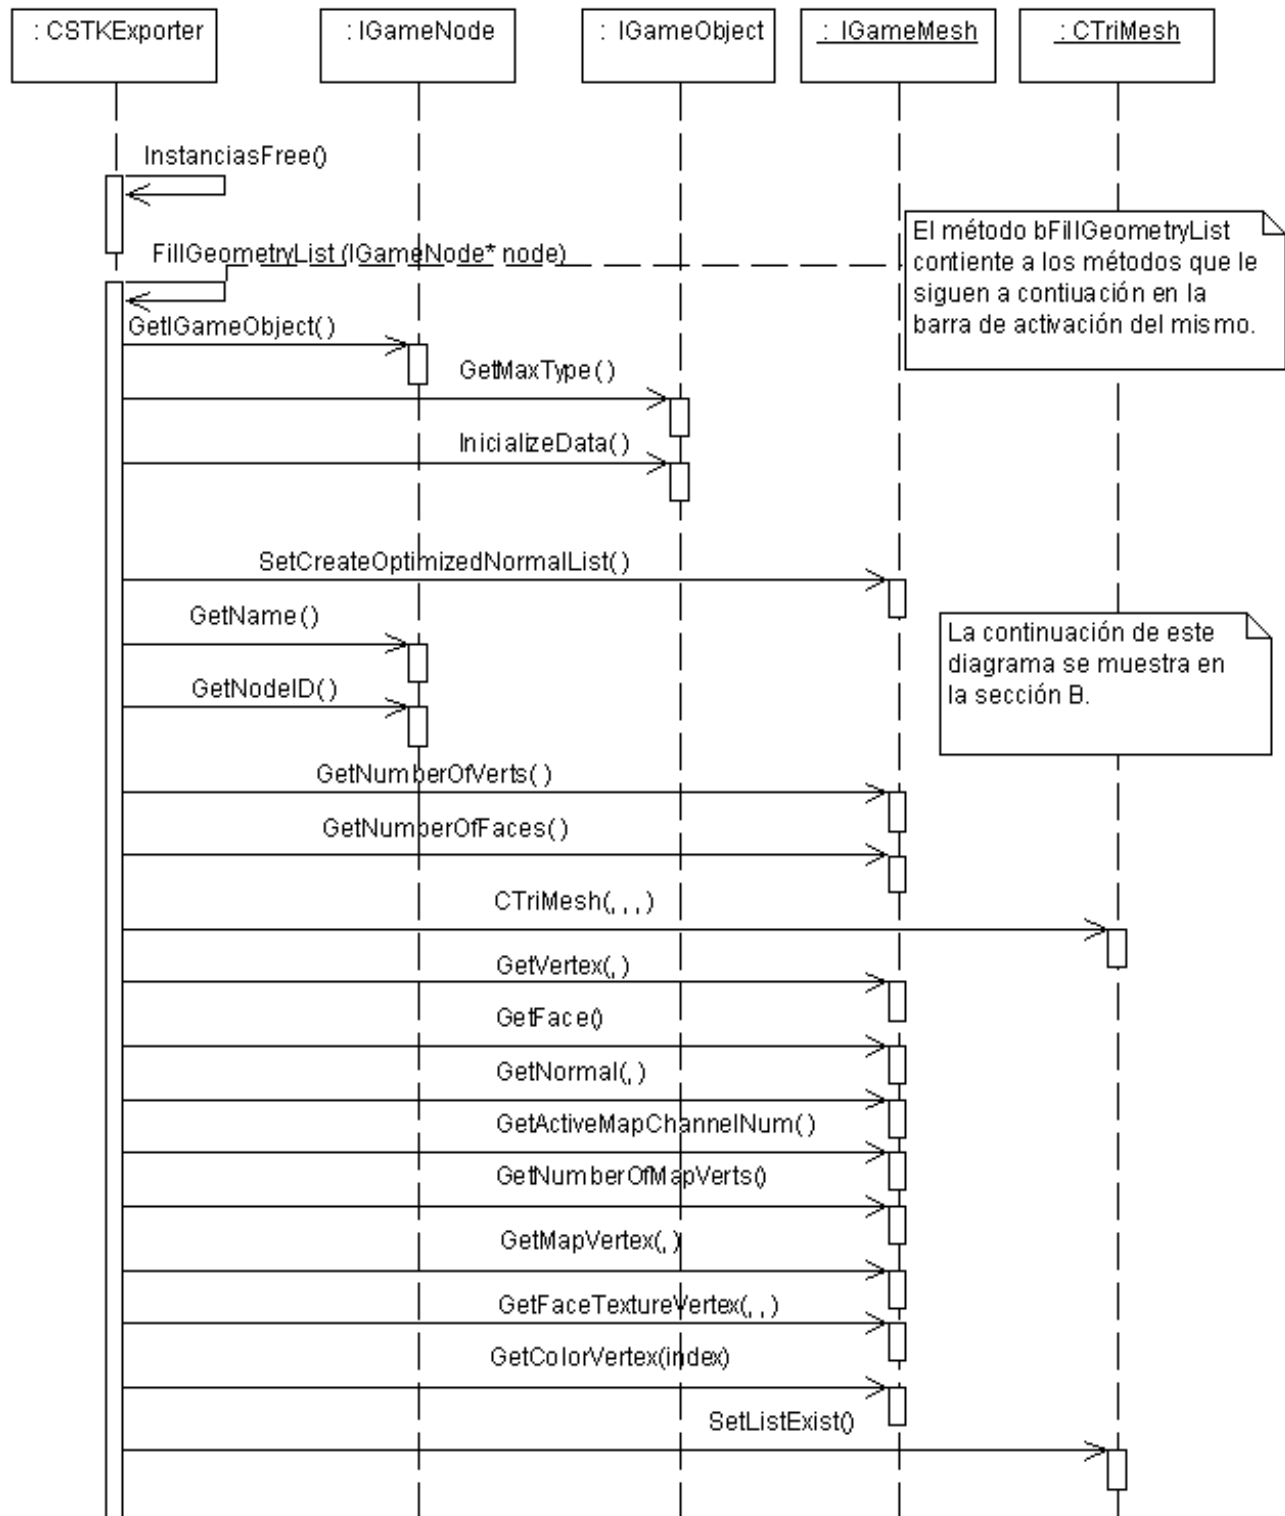 : CSTKExporter
: IGameNode
: IGameObject
: IGameMesh
: CTriMesh
InstanciasFree()
FillGeometryList (IGameNode* node)
El método bFillGeometryList
contiente a los métodos que le
siguen a contiuación en la
barra de activación del mismo.
GetIGameObject( )
GetMaxType( )
InicializeData( )
SetCreateOptimizedNormalList( )
GetName( )
GetNodeID( )
La continuación de este
diagrama se muestra en
la sección B.
GetNumberOfVerts( )
GetNumberOfFaces( )
CTriMesh(, , , )
GetVertex(, )
GetFace()
GetNormal(, )
GetActiveMapChannelNum( )
GetNumberOfMapVerts()
GetMapVertex(, )
GetFaceTextureVertex(, , )
GetColorVertex(index)
SetListExist()